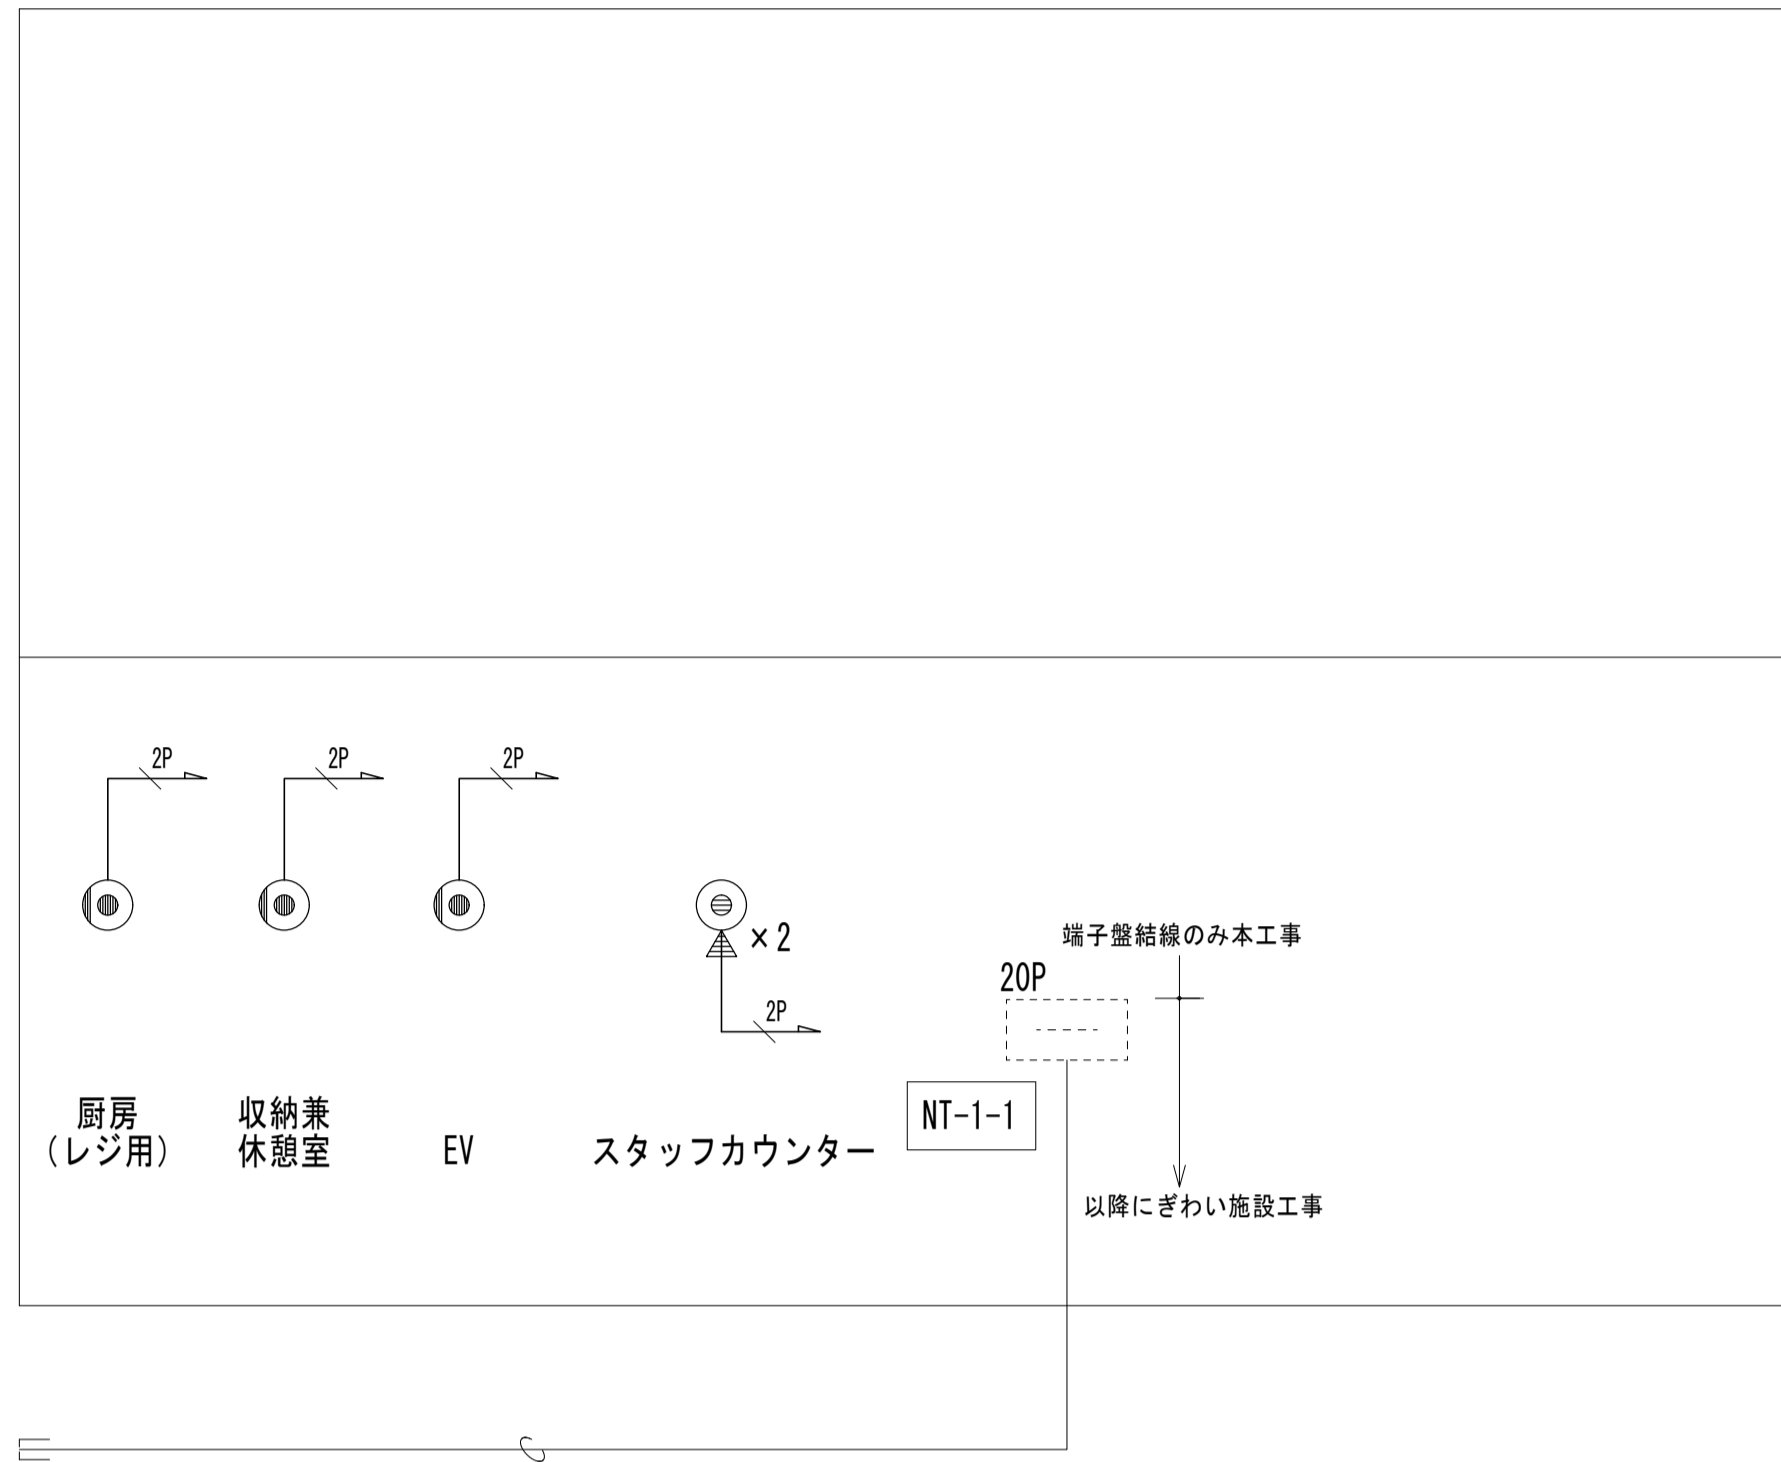 2P
2P
2P
×2
端子盤結線のみ本工事
20P
2P
厨房
(レジ用)
収納兼
休憩室
EV
スタッフカウンター
NT-1-1
以降にぎわい施設工事